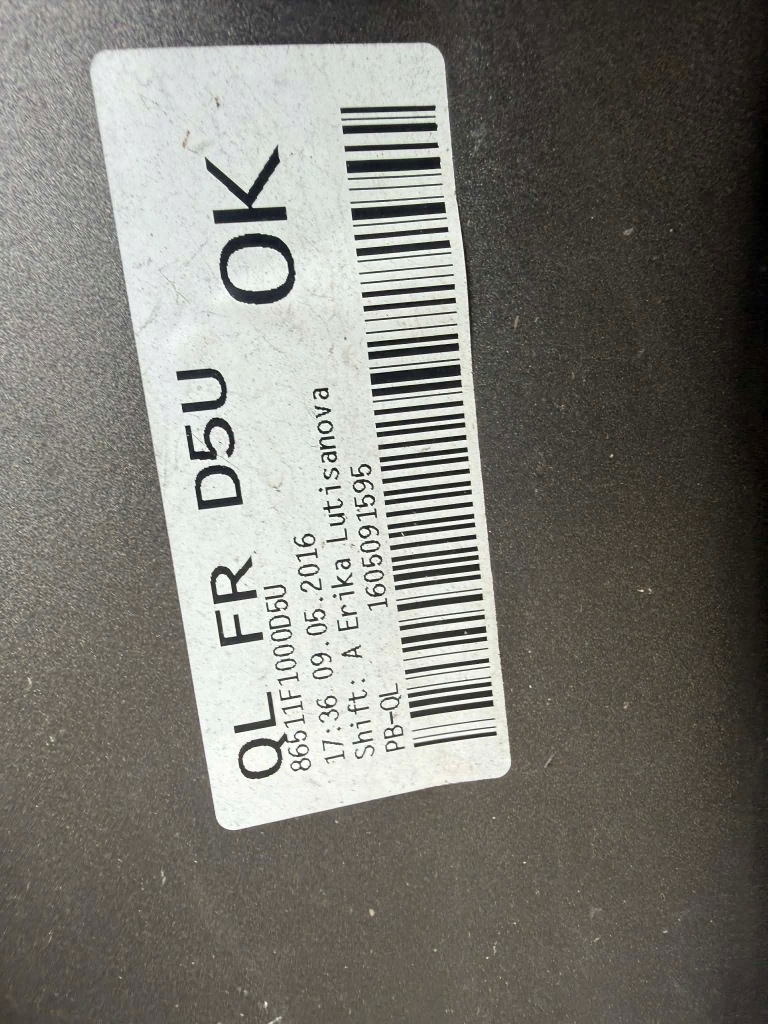 QL FR D5U OK
86511F1000D5U
17:36 09.05.2016
Shift: A Erika Lutisanova
PB-QL 1605091595